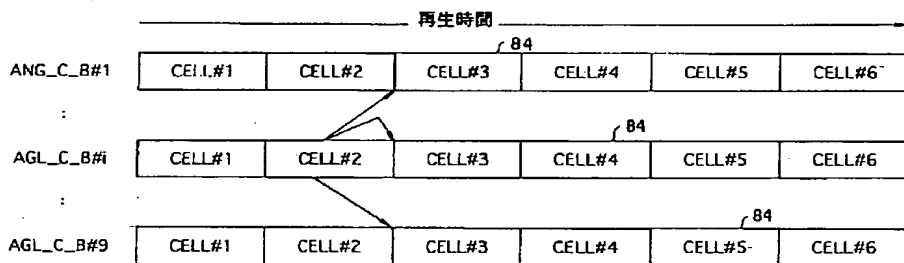 再生時間
84
ANG_C_B#1 CELL#1 CELL#2 CELL#3 CELL#4 CELL#5 CELL#6
:
84
AGL_C_B#i CELL#1 CELL#2 CELL#3 CELL#4 CELL#5 CELL#6
:
84
AGL_C_B#9 CELL#1 CELL#2 CELL#3 CELL#4 CELL#5 CELL#6